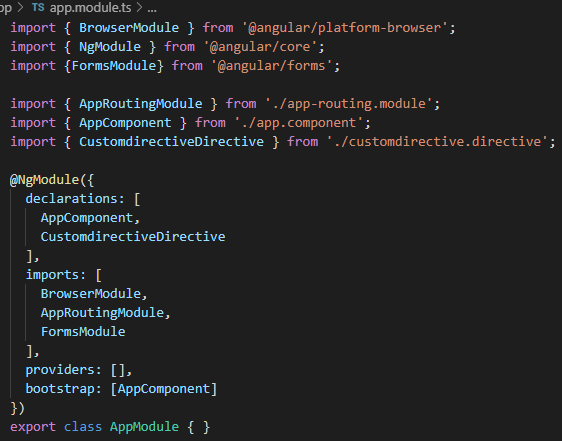 pp > TS app.module.ts > ...
import { BrowserModule } from '@angular/platform-browser';
import { NgModule } from '@angular/core';
import {FormsModule} from '@angular/forms';

import { AppRoutingModule } from './app-routing.module';
import { AppComponent } from './app.component';
import { CustomdirectiveDirective } from './customdirective.directive';

@NgModule({
  declarations: [
    AppComponent,
    CustomdirectiveDirective
  ],
  imports: [
    BrowserModule,
    AppRoutingModule,
    FormsModule
  ],
  providers: [],
  bootstrap: [AppComponent]
})
export class AppModule { }